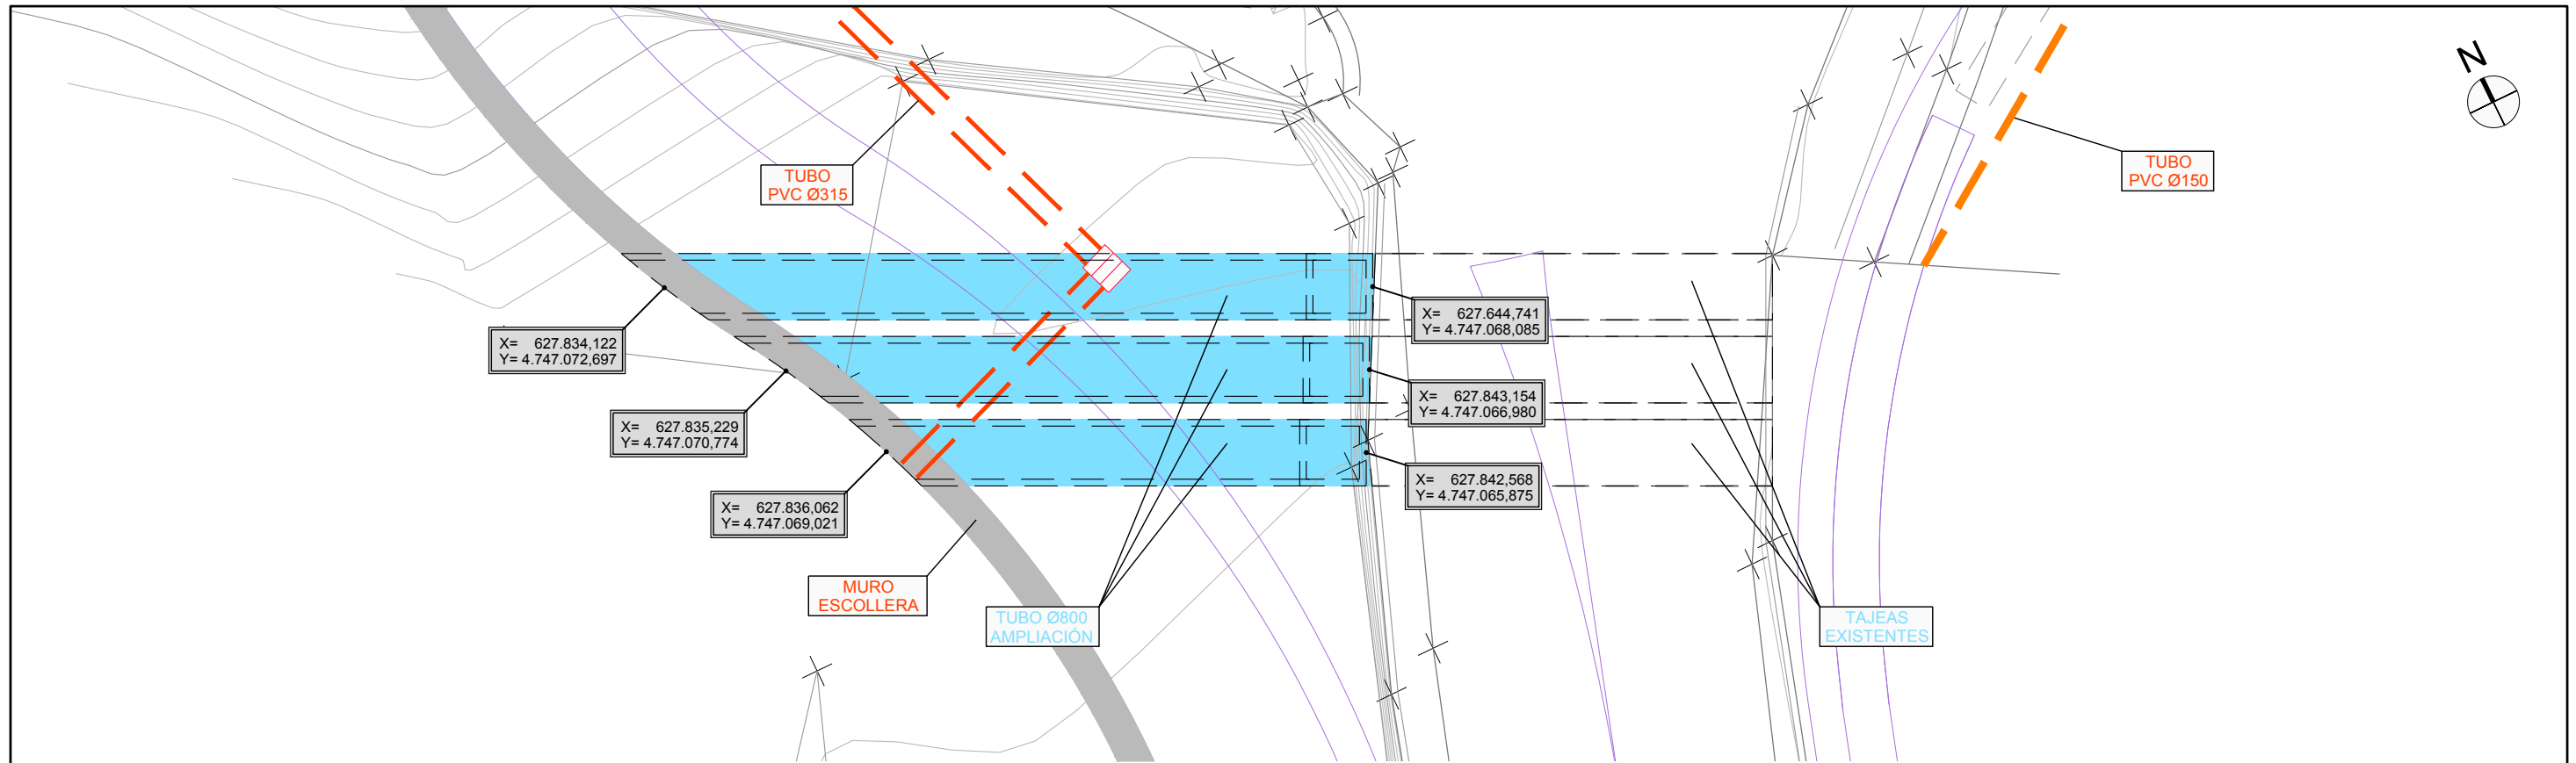 N
TUBO
PVC Ø315
TUBO
PVC Ø150
X= 627.834,122
Y= 4.747.072,697
X= 627.644,741
Y= 4.747.068,085
X= 627.835,229
Y= 4.747.070,774
X= 627.843,154
Y= 4.747.066,980
X= 627.836,062
Y= 4.747.069,021
X= 627.842,568
Y= 4.747.065,875
MURO
ESCOLLERA
TUBO Ø800
AMPLIACIÓN
TAJEAS
EXISTENTES